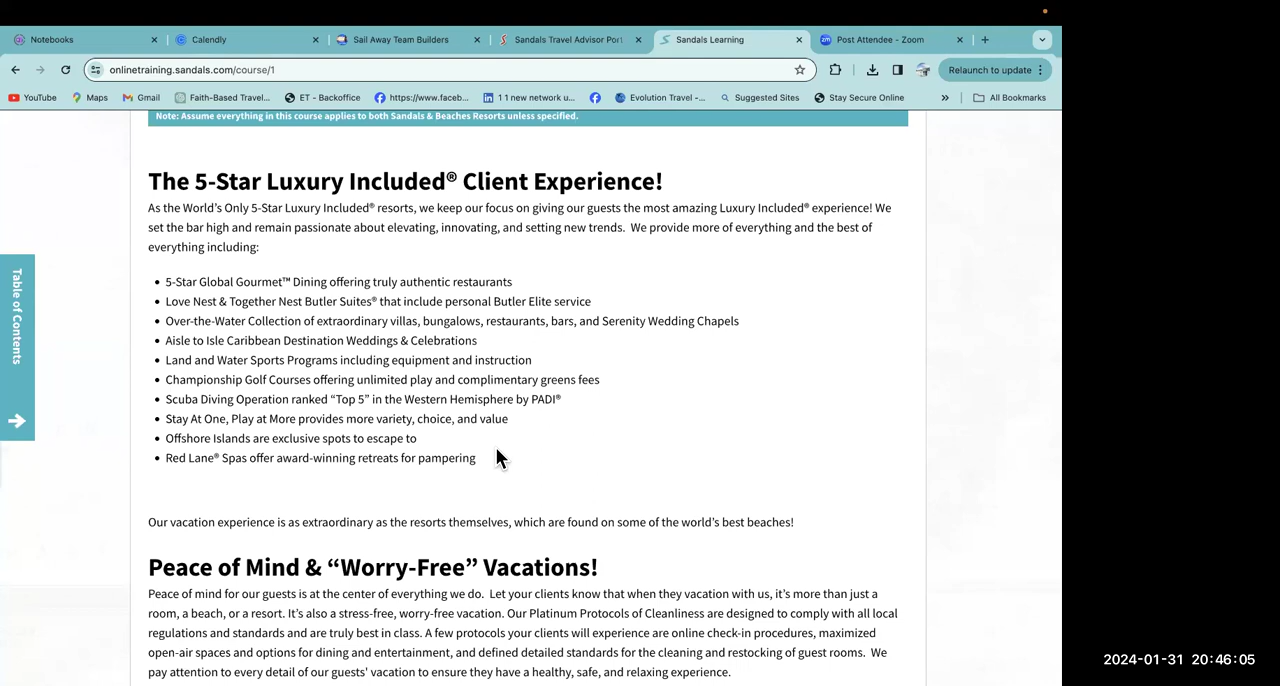 Notebooks
Calendly
Sail Away Team Builders
Sandals Travel Advisor Port
Sandals Learning
Post Attendee - Zoom
onlinetraining.sandals.com/course/1
Relaunch to update
YouTube
Maps
Gmail
Faith-Based Travel...
ET - Backoffice
https://www.faceb...
1 1 new network u...
Evolution Travel -...
Suggested Sites
Stay Secure Online
»
All Bookmarks
Note: Assume everything in this course applies to both Sandals & Beaches Resorts unless specified.
The 5-Star Luxury Included® Client Experience!
As the World's Only 5-Star Luxury Included® resorts, we keep our focus on giving our guests the most amazing Luxury Included® experience! We
set the bar high and remain passionate about elevating, innovating, and setting new trends.  We provide more of everything and the best of
everything including:
• 5-Star Global Gourmet™ Dining offering truly authentic restaurants
• Love Nest & Together Nest Butler Suites® that include personal Butler Elite service
• Over-the-Water Collection of extraordinary villas, bungalows, restaurants, bars, and Serenity Wedding Chapels
• Aisle to Isle Caribbean Destination Weddings & Celebrations
• Land and Water Sports Programs including equipment and instruction
• Championship Golf Courses offering unlimited play and complimentary greens fees
• Scuba Diving Operation ranked “Top 5” in the Western Hemisphere by PADI®
• Stay At One, Play at More provides more variety, choice, and value
• Offshore Islands are exclusive spots to escape to
• Red Lane® Spas offer award-winning retreats for pampering
Table of Contents
Our vacation experience is as extraordinary as the resorts themselves, which are found on some of the world's best beaches!
Peace of Mind & “Worry-Free” Vacations!
Peace of mind for our guests is at the center of everything we do.  Let your clients know that when they vacation with us, it's more than just a
room, a beach, or a resort. It's also a stress-free, worry-free vacation. Our Platinum Protocols of Cleanliness are designed to comply with all local
regulations and standards and are truly best in class. A few protocols your clients will experience are online check-in procedures, maximized
open-air spaces and options for dining and entertainment, and defined detailed standards for the cleaning and restocking of guest rooms.  We
pay attention to every detail of our guests' vacation to ensure they have a healthy, safe, and relaxing experience.
2024-01-31 20:46:05